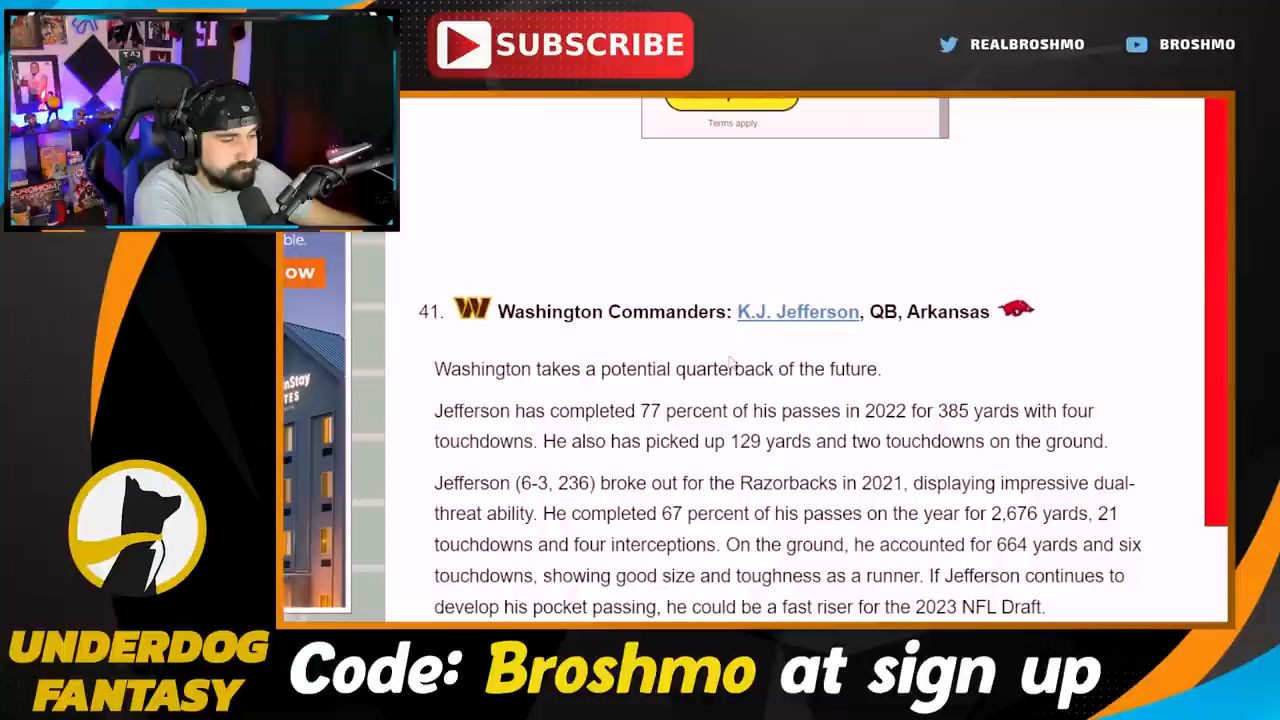 SUBSCRIBE
REALBROSHMO
BROSHMO
Terms apply.
ble.
OW
nStay
TES
41. Washington Commanders: K.J. Jefferson, QB, Arkansas
Washington takes a potential quarterback of the future.
Jefferson has completed 77 percent of his passes in 2022 for 385 yards with four
touchdowns. He also has picked up 129 yards and two touchdowns on the ground.
Jefferson (6-3, 236) broke out for the Razorbacks in 2021, displaying impressive dual-
threat ability. He completed 67 percent of his passes on the year for 2,676 yards, 21
touchdowns and four interceptions. On the ground, he accounted for 664 yards and six
touchdowns, showing good size and toughness as a runner. If Jefferson continues to
develop his pocket passing, he could be a fast riser for the 2023 NFL Draft.
UNDERDOG
FANTASY
Code: Broshmo at sign up